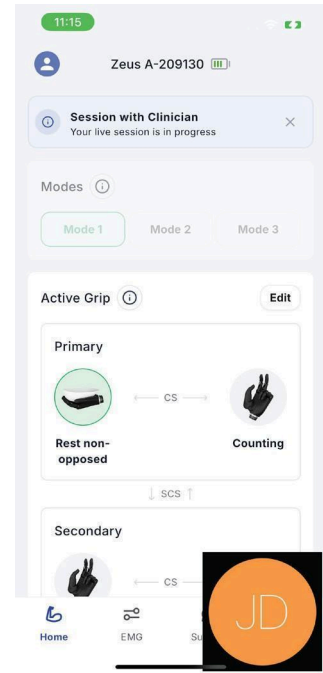 11:15
Zeus A-209130
Session with Clinician
Your live session is in progress
Modes
Mode 1 Mode 2 Mode 3
Active Grip Edit
Primary
CS
Rest non-
opposed
Counting
SCS
Secondary
CS
Home EMG Su
JD